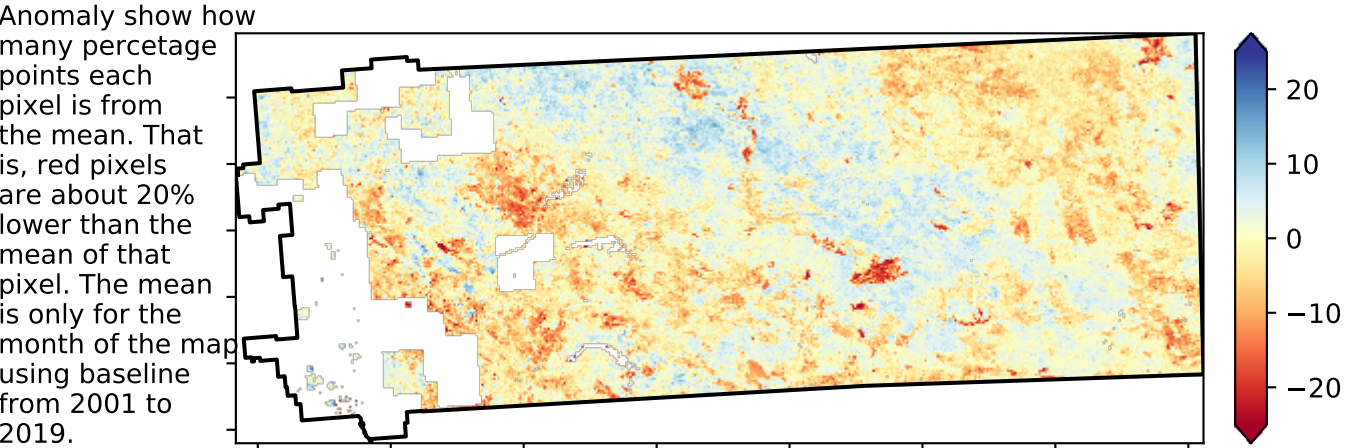 Anomaly show how
many percetage
points each
pixel is from
the mean. That
is, red pixels
are about 20%
lower than the
mean of that
pixel. The mean
is only for the
month of the map
using baseline
from 2001 to
2019.
20
10
0
−10
−20